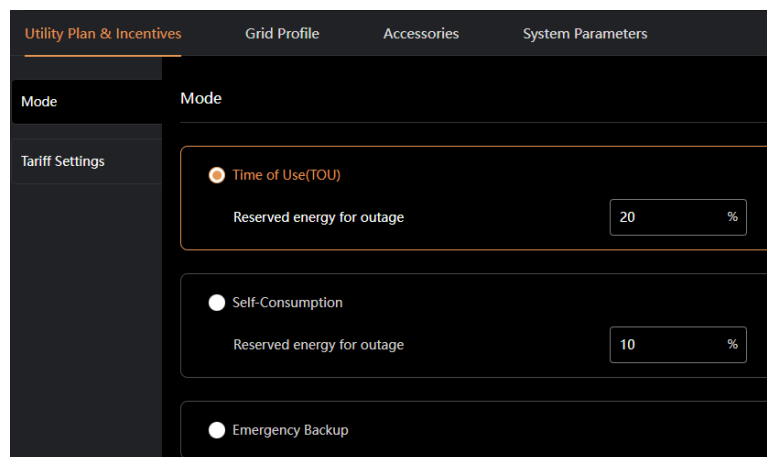 Utility Plan & Incentives Grid Profile Accessories System Parameters
Mode
Tariff Settings
Mode
Time of Use(TOU)
Reserved energy for outage 20 %
Self-Consumption
Reserved energy for outage 10 %
Emergency Backup